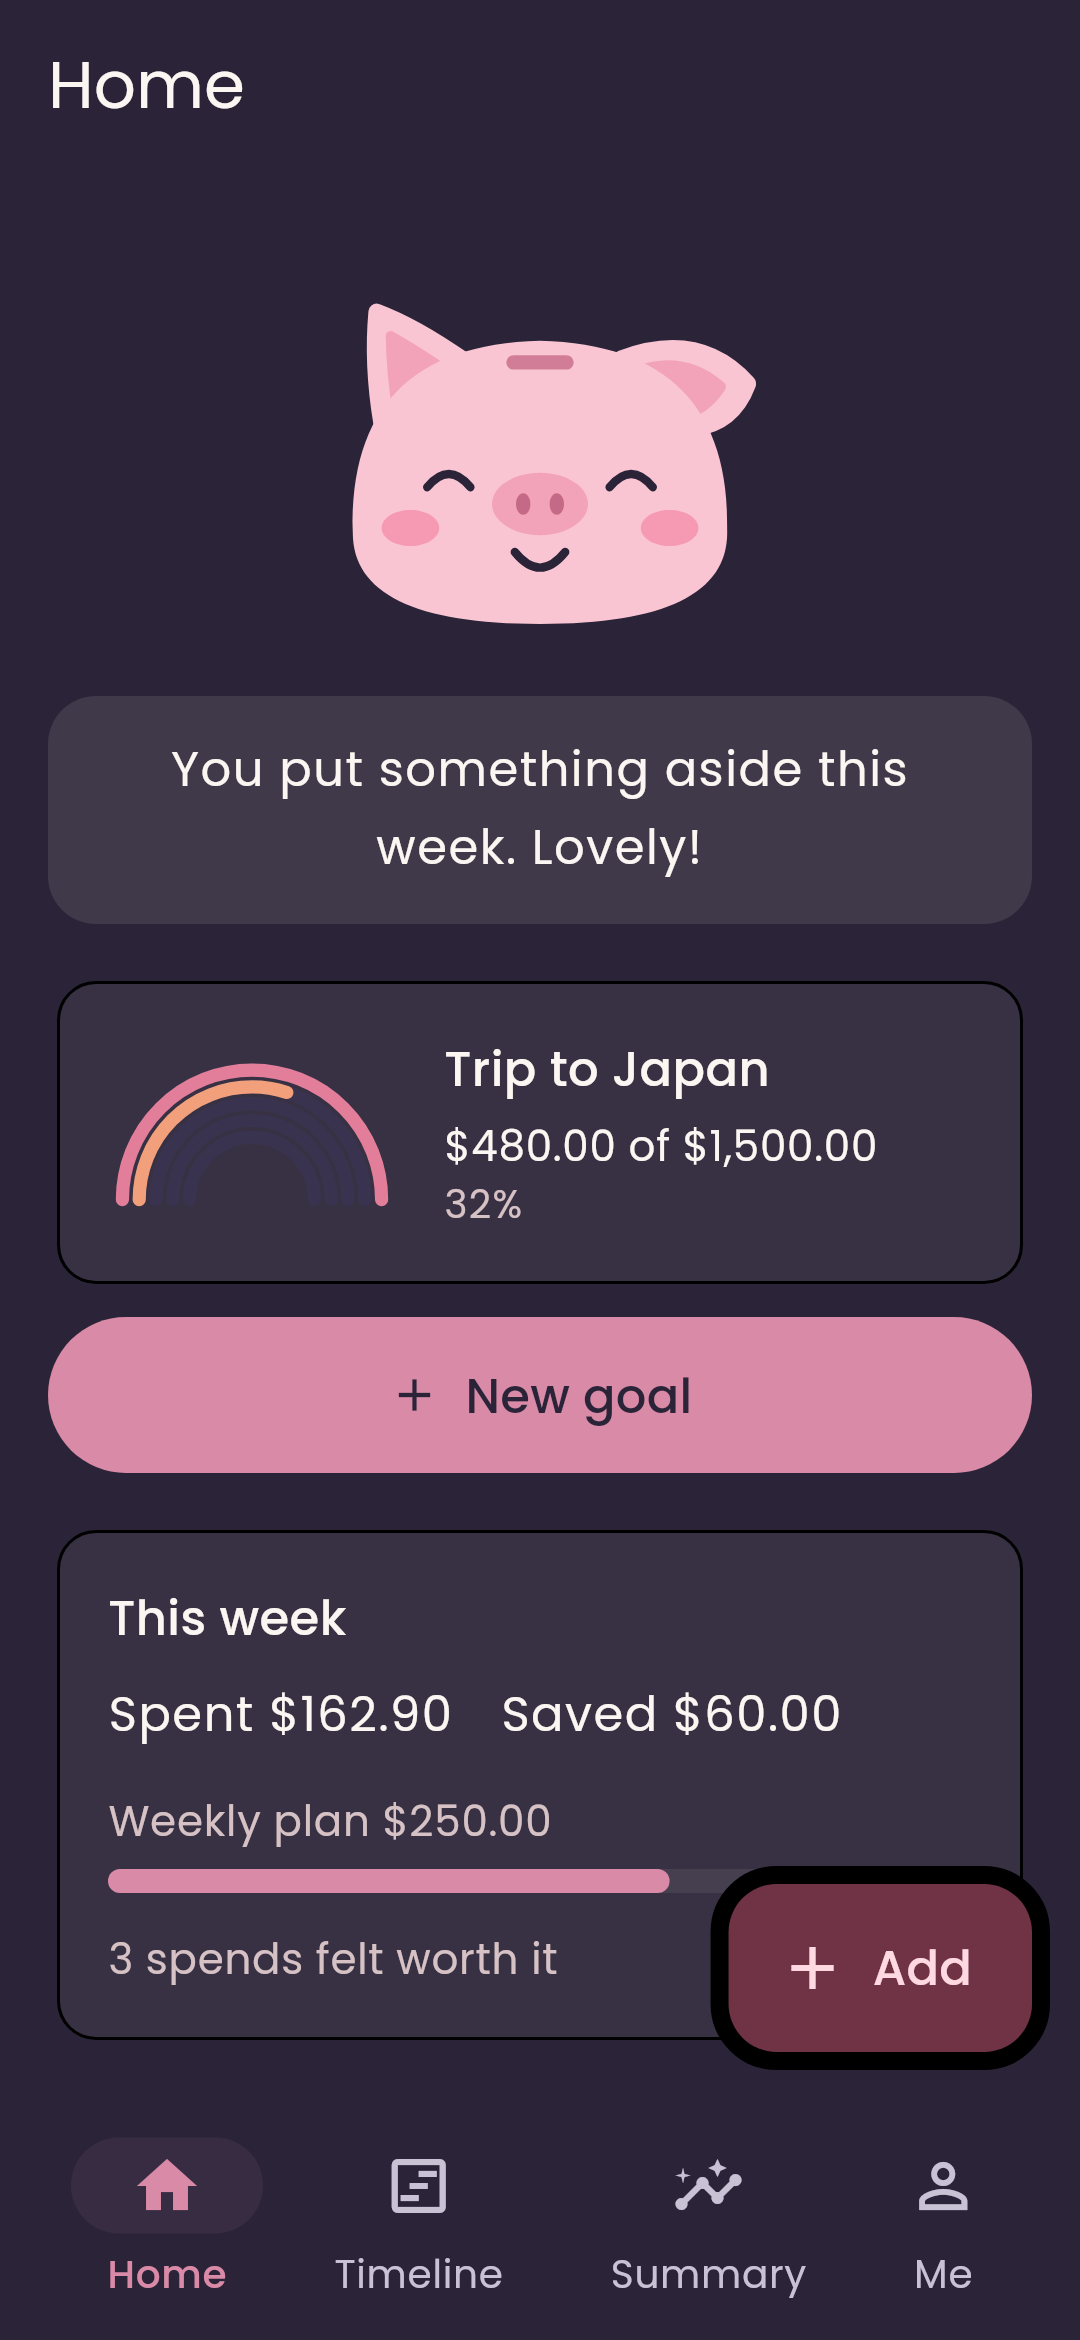 Home
You put something aside this
week. Lovely!
Trip to Japan
$480.00 of $1,500.00
32%
+ New goal
This week
Spent $162.90 Saved $60.00
Weekly plan $250.00
3 spends felt worth it
+ Add
Home Timeline Summary Me